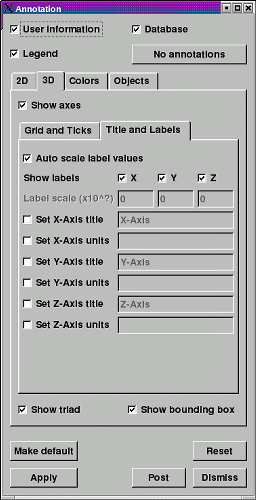 Annotation
User information Database
Legend No annotations
2D 3D Colors Objects
Show axes
Grid and Ticks Title and Labels
Auto scale label values
Show labels X Y Z
Label scale (x10^?) 0 0 0
Set X-Axis title X-Axis
Set X-Axis units
Set Y-Axis title Y-Axis
Set Y-Axis units
Set Z-Axis title Z-Axis
Set Z-Axis units
Show triad Show bounding box
Make default Reset
Apply Post Dismiss